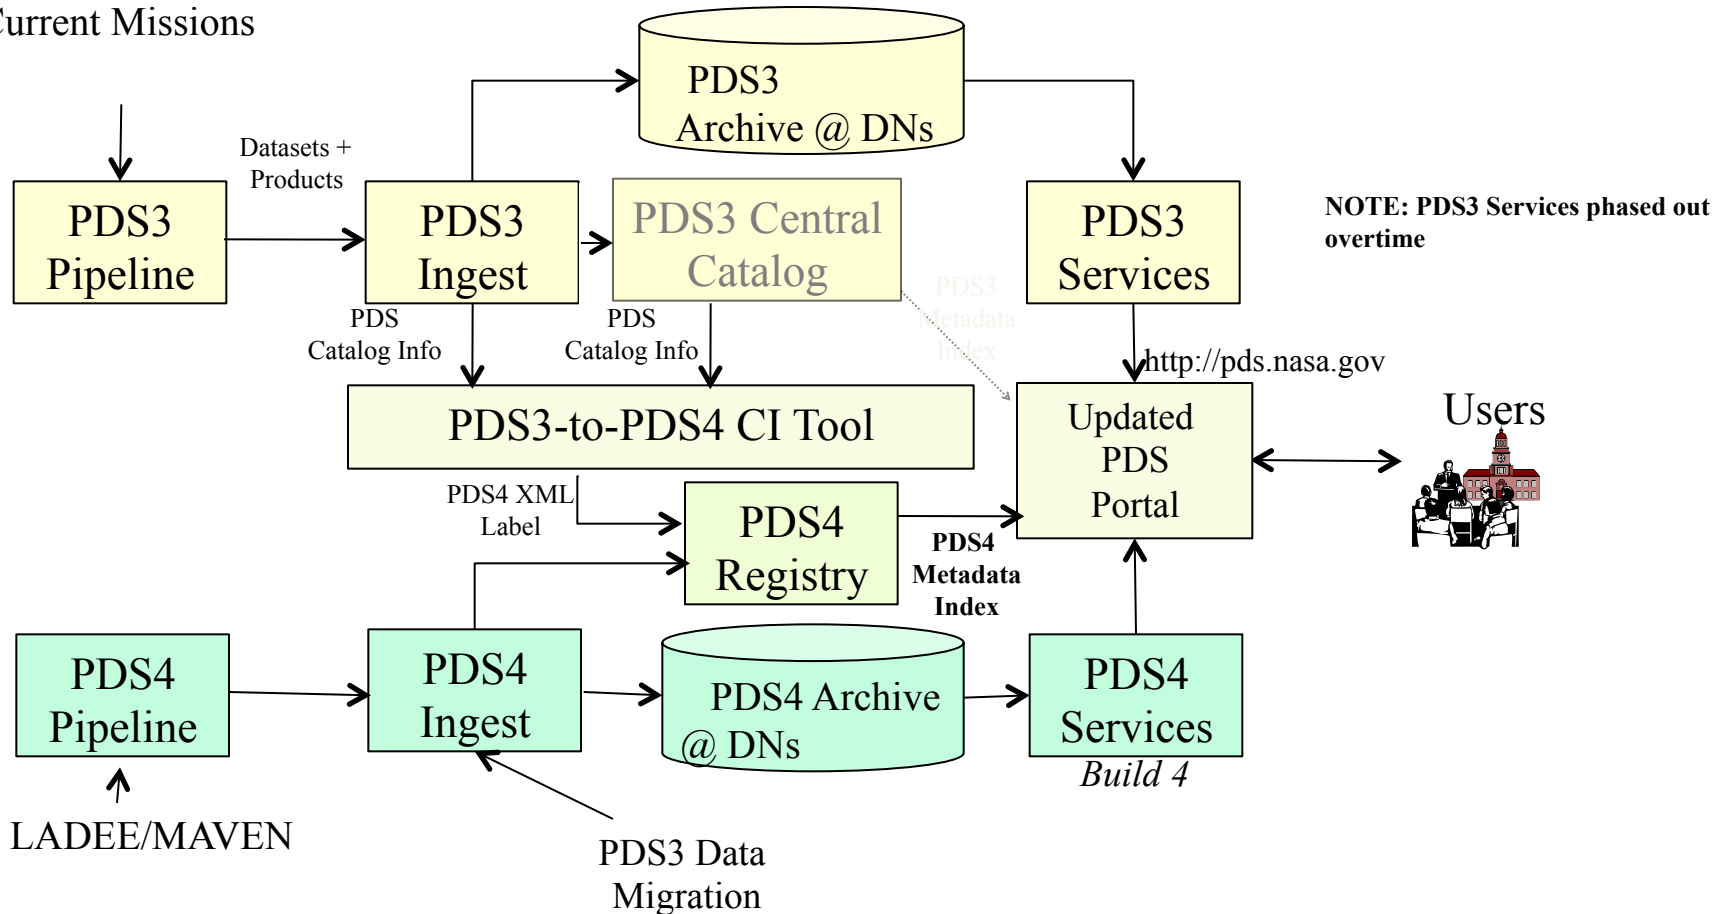 Current Missions
PDS3
Archive @ DNs
Datasets +
Products
PDS3
Pipeline
PDS3
Ingest
PDS3 Central
Catalog
PDS3
Services
NOTE: PDS3 Services phased out
overtime
PDS
Catalog Info
PDS
Catalog Info
PDS3
Metadata
Index
http://pds.nasa.gov
PDS3-to-PDS4 CI Tool
Updated
PDS
Portal
Users
PDS4 XML
Label
PDS4
Registry
PDS4
Metadata
Index
PDS4
Pipeline
PDS4
Ingest
PDS4 Archive
@ DNs
PDS4
Services
Build 4
LADEE/MAVEN
PDS3 Data
Migration